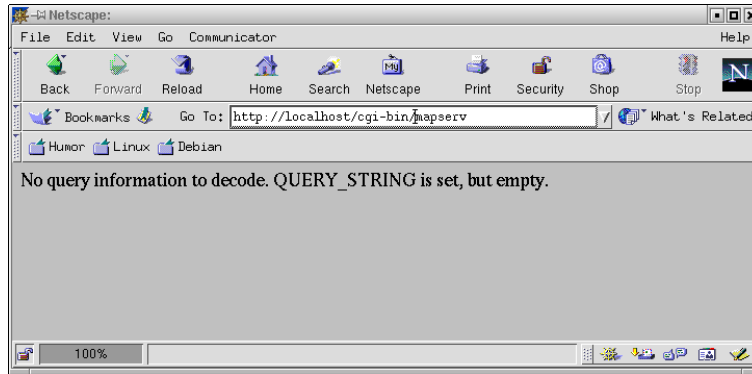 Netscape:
File Edit View Go Communicator Help
Back Forward Reload Home Search Netscape Print Security Shop Stop
My
N
Bookmarks Go To: http://localhost/cgi-bin/mapserv What's Related
Humor Linux Debian
No query information to decode. QUERY_STRING is set, but empty.
100%